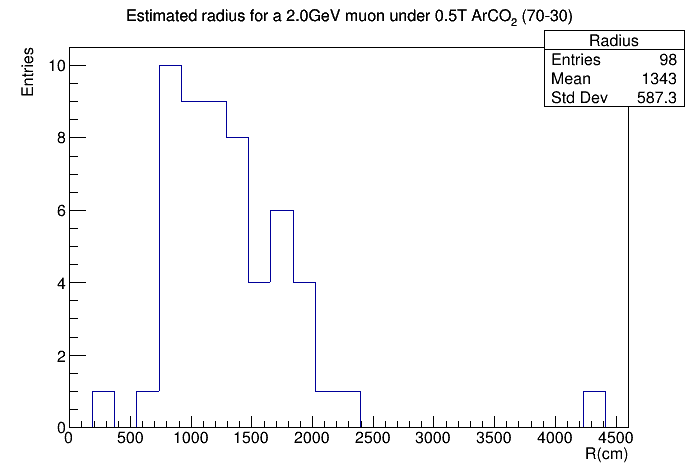 Estimated radius for a 2.0GeV muon under 0.5T ArCO2 (70-30)
Radius
Entries 98
Mean 1343
Std Dev 587.3
Entries
10
8
6
4
2
0
0 500 1000 1500 2000 2500 3000 3500 4000 4500
R(cm)